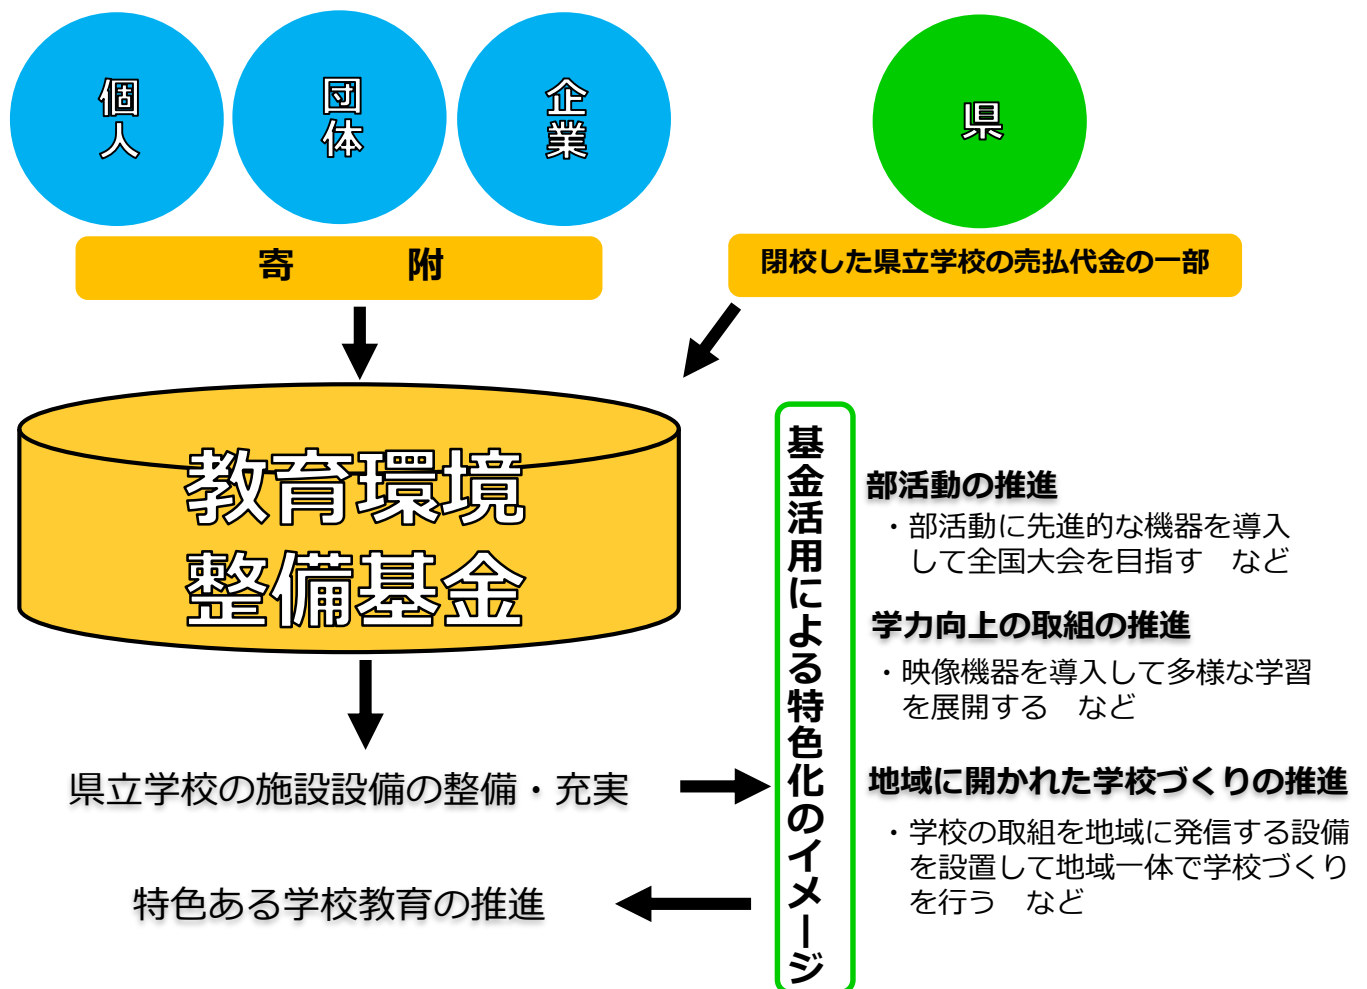 個人
団体
企業
県
寄　　附
閉校した県立学校の売払代金の一部
教育環境
整備基金
県立学校の施設設備の整備・充実
特色ある学校教育の推進
基金活用による特色化のイメージ
部活動の推進
・部活動に先進的な機器を導入
して全国大会を目指す　など
学力向上の取組の推進
・映像機器を導入して多様な学習
を展開する　など
地域に開かれた学校づくりの推進
・学校の取組を地域に発信する設備
を設置して地域一体で学校づくり
を行う　など